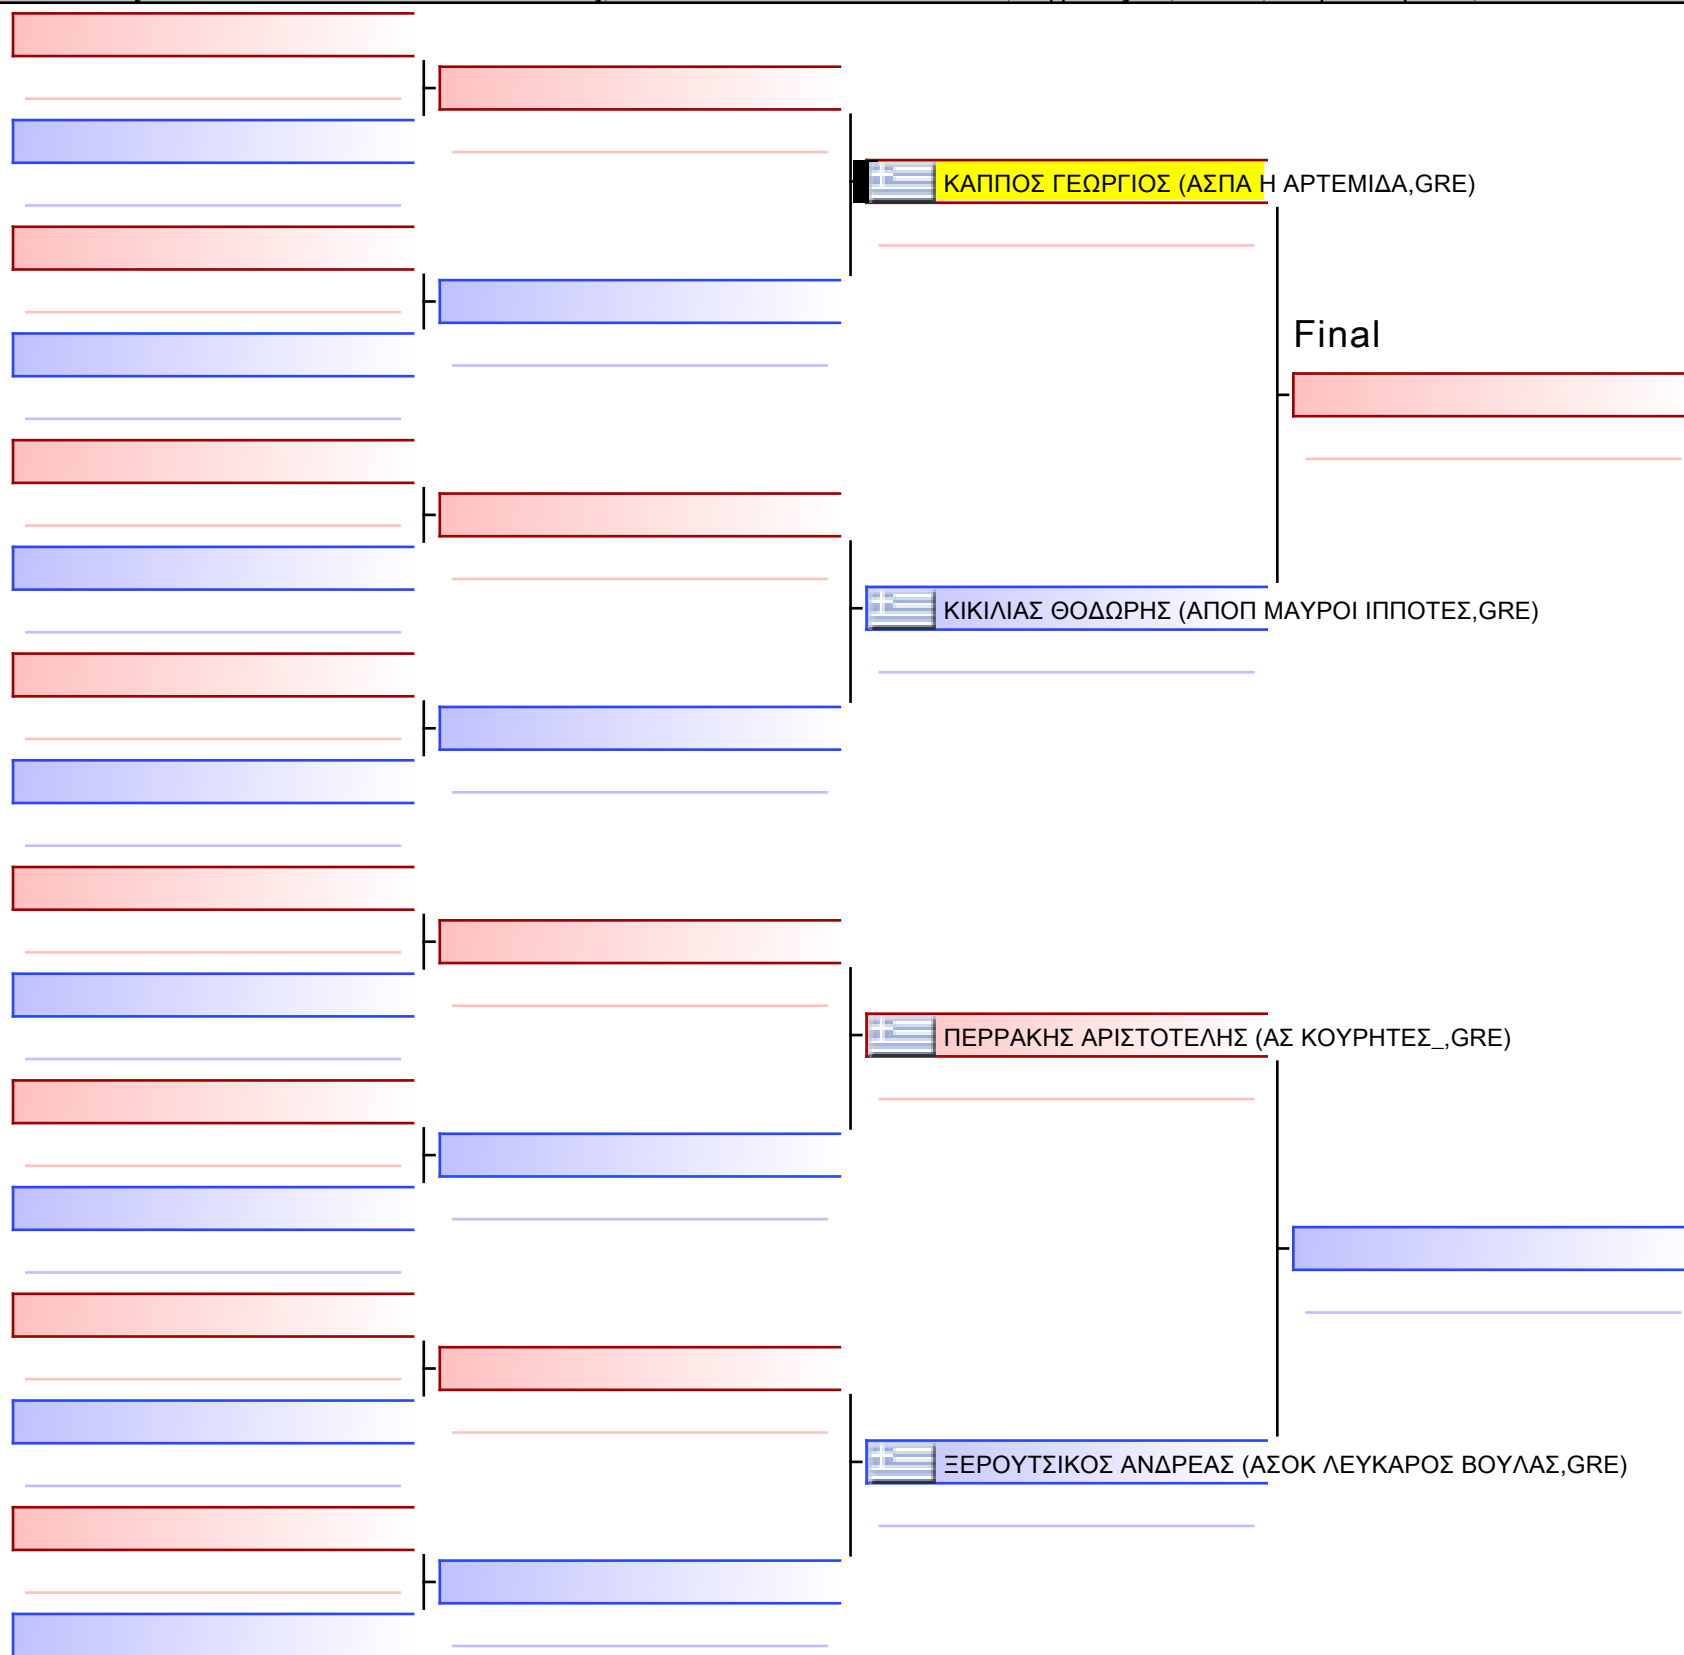 ΚΑΠΠΟΣ ΓΕΩΡΓΙΟΣ (ΑΣΠΑ Η ΑΡΤΕΜΙΔΑ,GRE)
Final
ΚΙΚΙΛΙΑΣ ΘΟΔΩΡΗΣ (ΑΠΟΠ ΜΑΥΡΟΙ ΙΠΠΟΤΕΣ,GRE)
ΠΕΡΡΑΚΗΣ ΑΡΙΣΤΟΤΕΛΗΣ (ΑΣ ΚΟΥΡΗΤΕΣ_,GRE)
ΞΕΡΟΥΤΣΙΚΟΣ ΑΝΔΡΕΑΣ (ΑΣΟΚ ΛΕΥΚΑΡΟΣ ΒΟΥΛΑΣ,GRE)